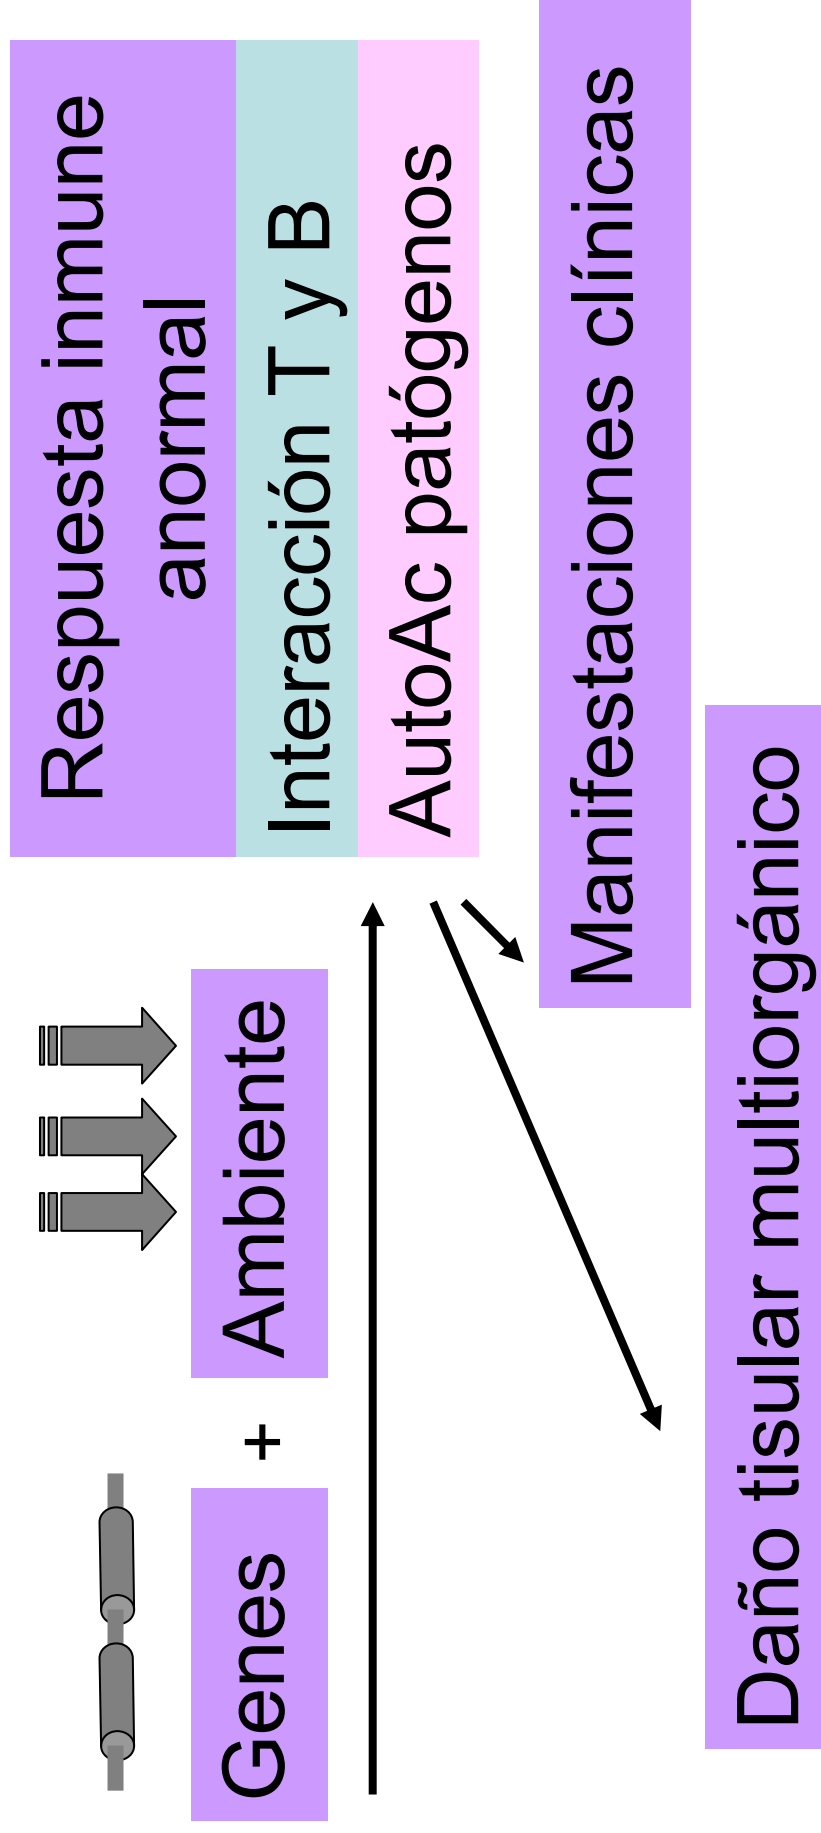 Genes
+
Ambiente
Respuesta inmune
anormal
Interacción T y B
AutoAc patógenos
Manifestaciones clínicas
Daño tisular multiorgánico